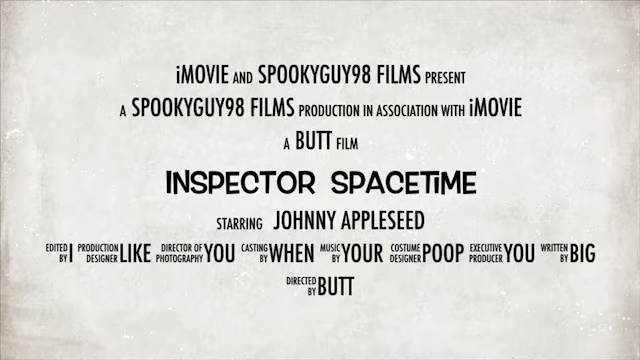 iMOVIE AND SPOOKYGUY98 FILMS PRESENT
A SPOOKYGUY98 FILMS PRODUCTION IN ASSOCIATION WITH iMOVIE
A BUTT FILM
INSPECTOR SPACETIME
STARRING JOHNNY APPLESEED
EDITED BY I PRODUCTION DESIGNER LIKE DIRECTOR OF PHOTOGRAPHY YOU CASTING BY WHEN MUSIC BY YOUR COSTUME DESIGNER POOP EXECUTIVE PRODUCER YOU WRITTEN BY BIG
DIRECTED BY BUTT